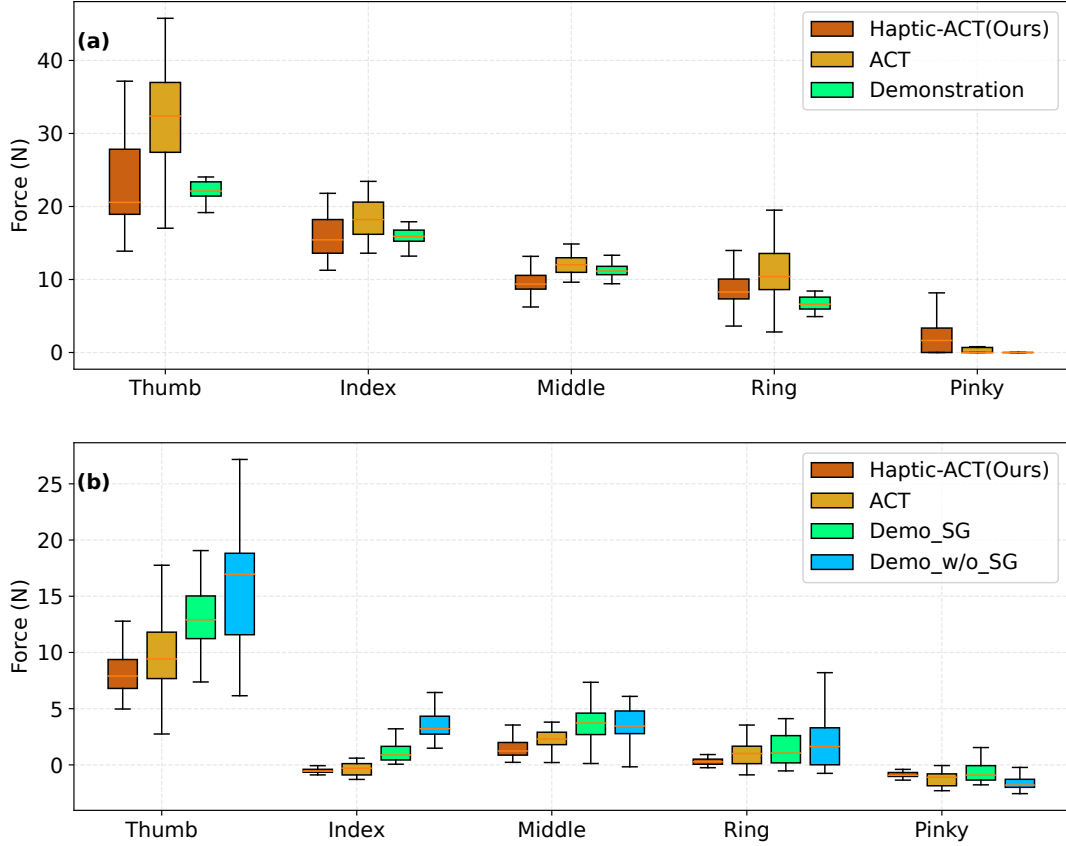 (a)
Haptic-ACT(Ours)
ACT
Demonstration
Force (N)
40
30
20
10
0
Thumb Index Middle Ring Pinky
(b)
Haptic-ACT(Ours)
ACT
Demo_SG
Demo_w/o_SG
Force (N)
25
20
15
10
5
0
Thumb Index Middle Ring Pinky